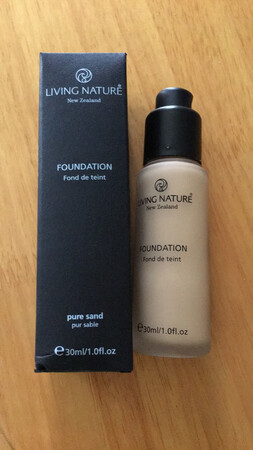 LIVING NATURE®
New Zealand
FOUNDATION
Fond de teint
pure sand
pur sable
℮30ml/1.0fl.oz
LIVING NATURE®
New Zealand
FOUNDATION
Fond de teint
℮30ml/1.0fl.oz